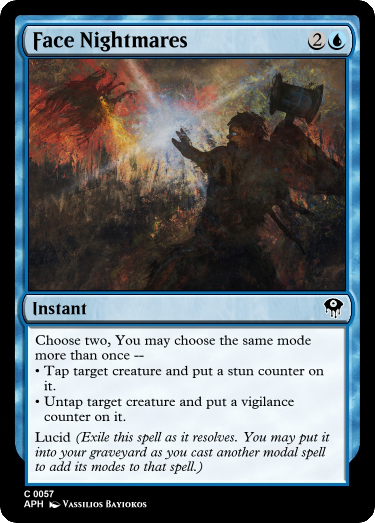 Face Nightmares 2
Instant
Choose two, You may choose the same mode
more than once --
• Tap target creature and put a stun counter on
it.
• Untap target creature and put a vigilance
counter on it.
Lucid (Exile this spell as it resolves. You may put it
into your graveyard as you cast another modal spell
to add its modes to that spell.)
C 0057
APH Vassilios Bayiokos